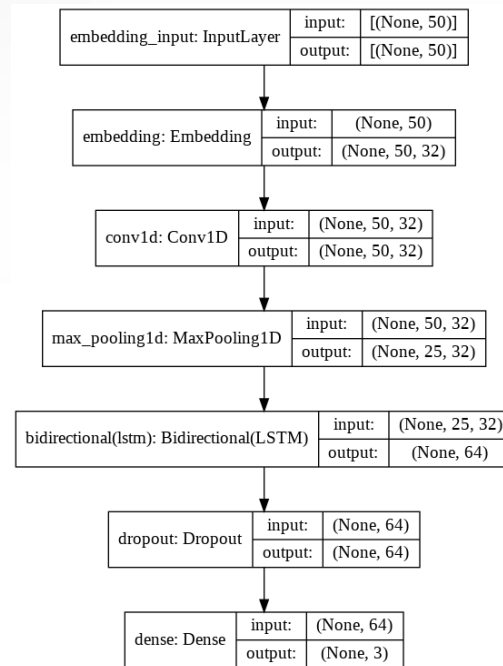 embedding_input: InputLayer
input: [(None, 50)]
output: [(None, 50)]
embedding: Embedding
input: (None, 50)
output: (None, 50, 32)
conv1d: Conv1D
input: (None, 50, 32)
output: (None, 50, 32)
max_pooling1d: MaxPooling1D
input: (None, 50, 32)
output: (None, 25, 32)
bidirectional(lstm): Bidirectional(LSTM)
input: (None, 25, 32)
output: (None, 64)
dropout: Dropout
input: (None, 64)
output: (None, 64)
dense: Dense
input: (None, 64)
output: (None, 3)